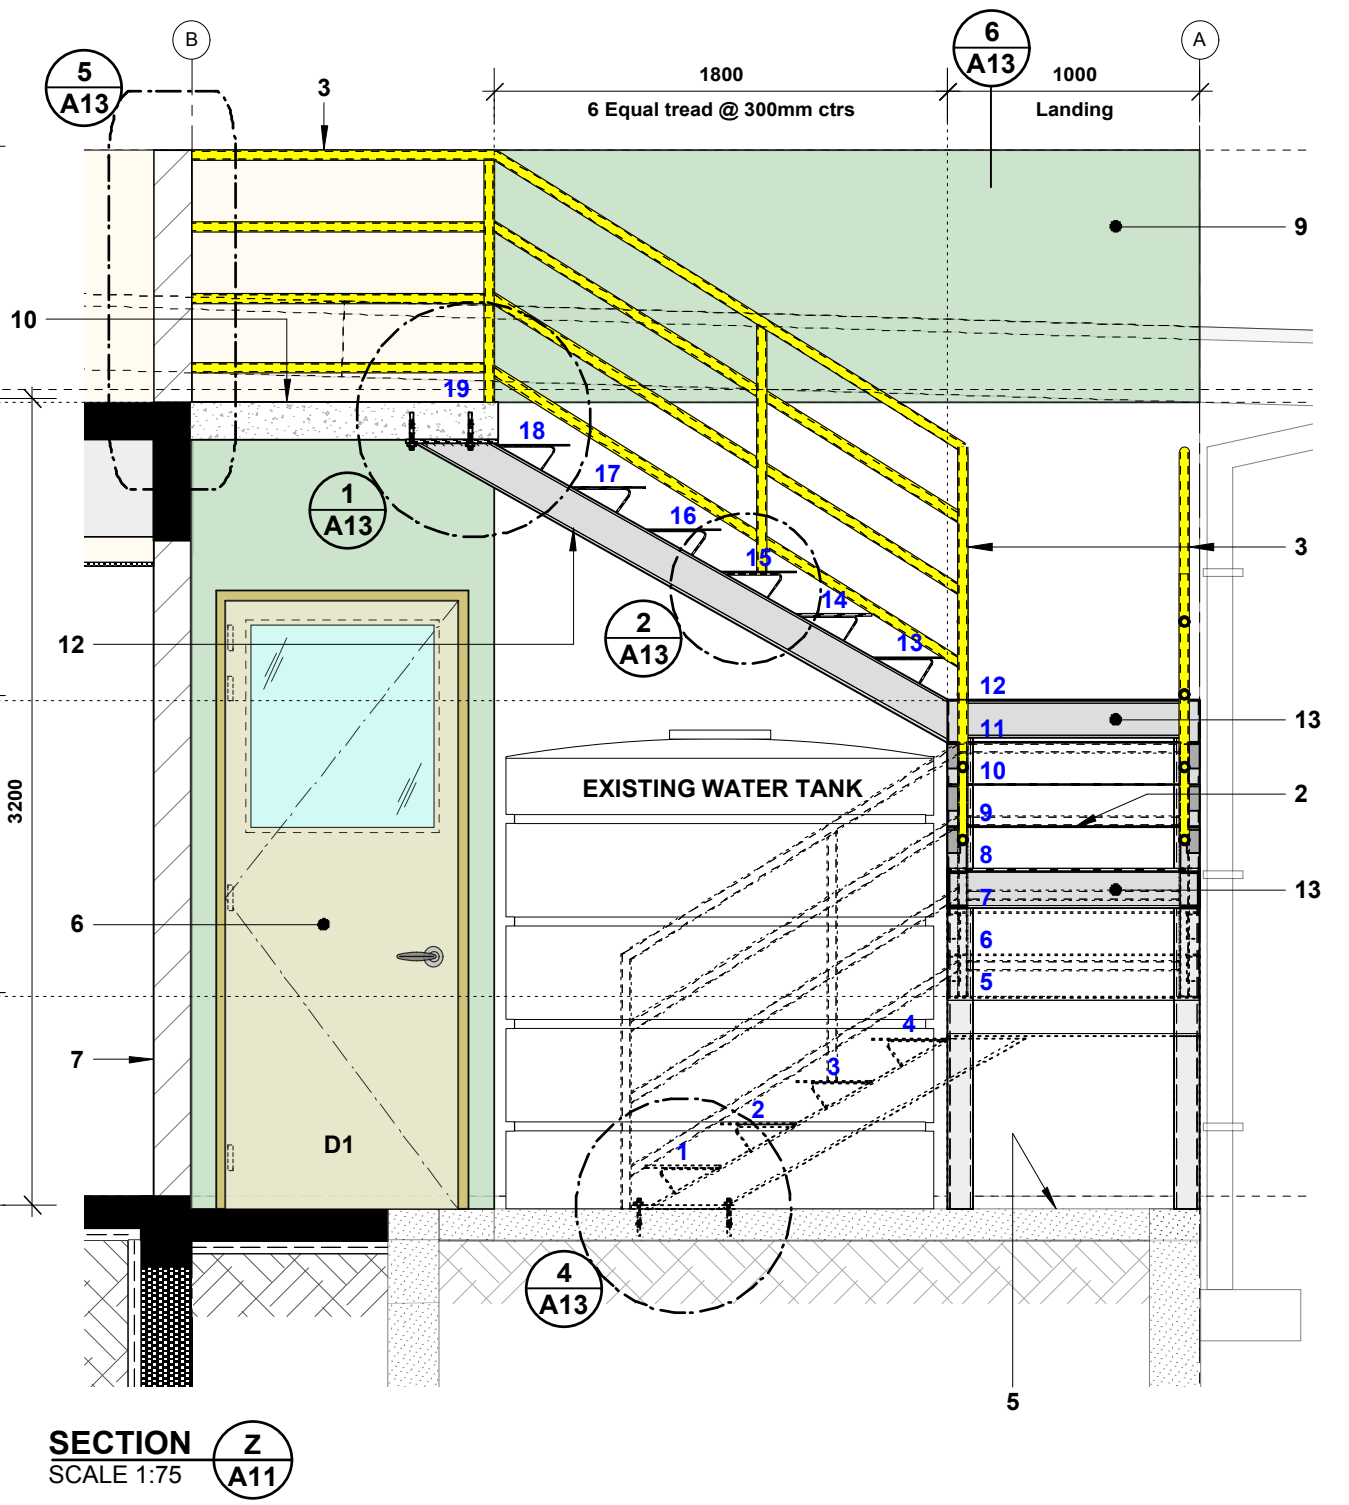 B
6
A13
A
5
A13
3
1800
1000
6 Equal tread @ 300mm ctrs
Landing
9
10
19
18
17
1
A13
16
15
3
14
2
A13
13
12
12
13
11
10
EXISTING WATER TANK
2
9
3200
8
13
7
6
6
5
4
7
3
2
D1
1
4
A13
5
SECTION
SCALE 1:75
Z
A11